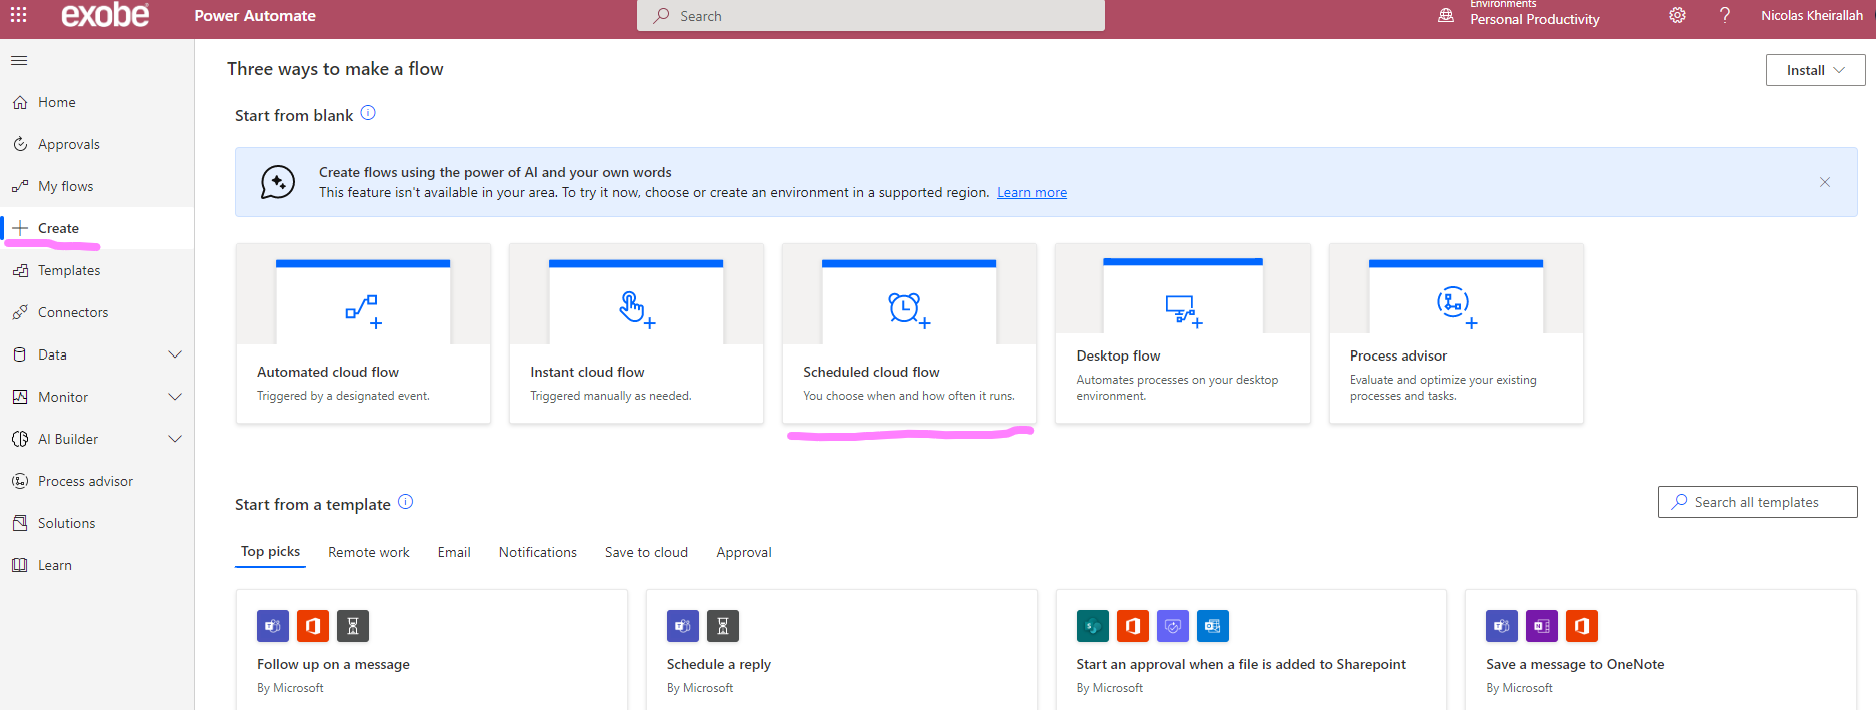 exobe
Power Automate
Search
Environments
Personal Productivity
?
Nicolas Kheirallah
Home
Approvals
My flows
Create
Templates
Connectors
Data
Monitor
AI Builder
Process advisor
Solutions
Learn
Three ways to make a flow
Install
Start from blank
Create flows using the power of AI and your own words
This feature isn't available in your area. To try it now, choose or create an environment in a supported region. Learn more
Automated cloud flow
Triggered by a designated event.
Instant cloud flow
Triggered manually as needed.
Scheduled cloud flow
You choose when and how often it runs.
Desktop flow
Automates processes on your desktop
environment.
Process advisor
Evaluate and optimize your existing
processes and tasks.
Start from a template
Search all templates
Top picks
Remote work
Email
Notifications
Save to cloud
Approval
Follow up on a message
By Microsoft
Schedule a reply
By Microsoft
Start an approval when a file is added to Sharepoint
By Microsoft
Save a message to OneNote
By Microsoft